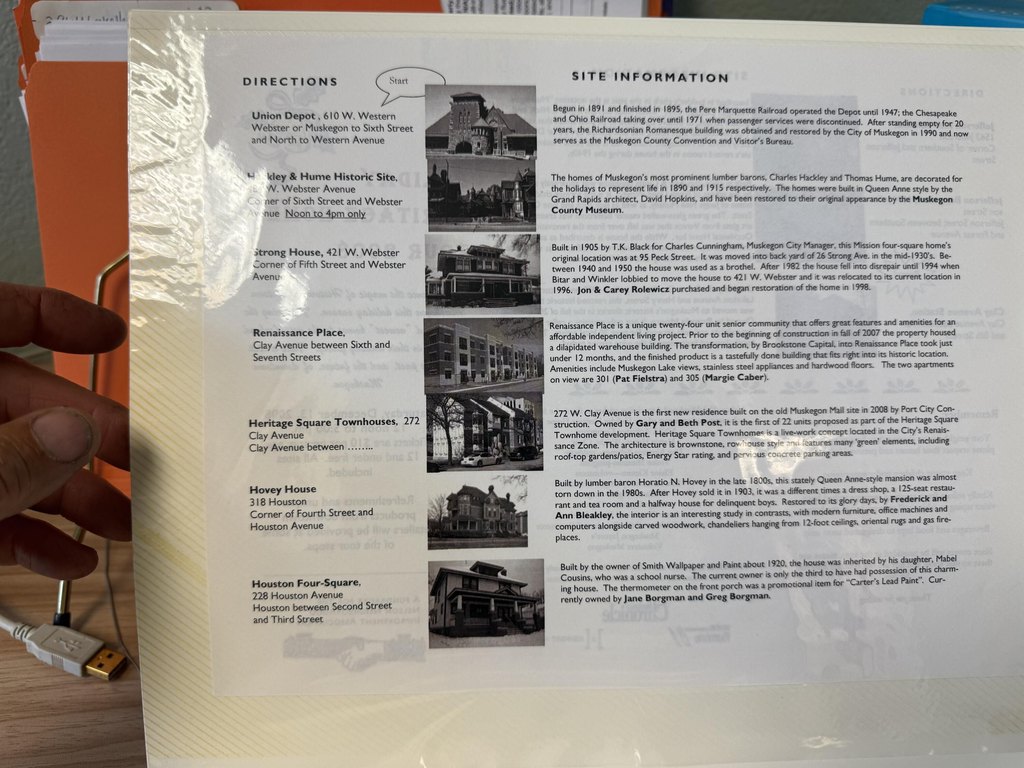 DIRECTIONS
Start
SITE INFORMATION
Union Depot , 610 W. Western
Webster or Muskegon to Sixth Street
and North to Western Avenue
Begun in 1891 and finished in 1895, the Pere Marquette Railroad operated the Depot until 1947; the Chesapeake
and Ohio Railroad taking over until 1971 when passenger services were discontinued. After standing empty for 20
years, the Richardsonian Romanesque building was obtained and restored by the City of Muskegon in 1990 and now
serves as the Muskegon County Convention and Visitor's Bureau.
& Hume Historic Site,
W. Webster Avenue
Corner of Sixth Street and Webster
Avenue Noon to 4pm only
The homes of Muskegon's most prominent lumber barons, Charles Hackley and Thomas Hume, are decorated for
the holidays to represent life in 1890 and 1915 respectively. The homes were built in Queen Anne style by the
Grand Rapids architect, David Hopkins, and have been restored to their original appearance by the Muskegon
County Museum.
Strong House, 421 W. Webster
Corner of Fifth Street and Webster
Avenue
Built in 1905 by T.K. Black for Charles Cunningham, Muskegon City Manager, this Mission four-square home's
original location was at 95 Peck Street. It was moved into back yard of 26 Strong Ave. in the mid-1930's. Be-
tween 1940 and 1950 the house was used as a brothel. After 1982 the house fell into disrepair until 1994 when
Bitar and Winkler lobbied to move the house to 421 W. Webster and it was relocated to its current location in
1996. Jon & Carey Rolewicz purchased and began restoration of the home in 1998.
Renaissance Place,
Clay Avenue between Sixth and
Seventh Streets
Renaissance Place is a unique twenty-four unit senior community that offers great features and amenities for an
affordable independent living project. Prior to the beginning of construction in fall of 2007 the property housed
a dilapidated warehouse building. The transformation, by Brookstone Capital, into Renaissance Place took just
under 12 months, and the finished product is a tastefully done building that fits right into its historic location.
Amenities include Muskegon Lake views, stainless steel appliances and hardwood floors. The two apartments
on view are 301 (Pat Fielstra) and 305 (Margie Caber).
Heritage Square Townhouses, 272
Clay Avenue
Clay Avenue between ........
272 W. Clay Avenue is the first new residence built on the old Muskegon Mall site in 2008 by Port City Con-
struction. Owned by Gary and Beth Post, it is the first of 22 units proposed as part of the Heritage Square
Townhome development. Heritage Square Townhomes is a live-work concept located in the City's Renais-
sance Zone. The architecture is brownstone, rowhouse style and features many 'green' elements, including
roof-top gardens/patios, Energy Star rating, and pervious concrete parking areas.
Hovey House
318 Houston
Corner of Fourth Street and
Houston Avenue
Built by lumber baron Horatio N. Hovey in the late 1800s, this stately Queen Anne-style mansion was almost
torn down in the 1980s. After Hovey sold it in 1903, it was a different times a dress shop, a 125-seat restau-
rant and tea room and a halfway house for delinquent boys. Restored to its glory days, by Frederick and
Ann Bleakley, the interior is an interesting study in contrasts, with modern furniture, office machines and
computers alongside carved woodwork, chandeliers hanging from 12-foot ceilings, oriental rugs and gas fire-
places.
Houston Four-Square,
228 Houston Avenue
Houston between Second Street
and Third Street
Built by the owner of Smith Wallpaper and Paint about 1920, the house was inherited by his daughter, Mabel
Cousins, who was a school nurse. The current owner is only the third to have had possession of this charm-
ing house. The thermometer on the front porch was a promotional item for "Carter's Lead Paint". Cur-
rently owned by Jane Borgman and Greg Borgman.